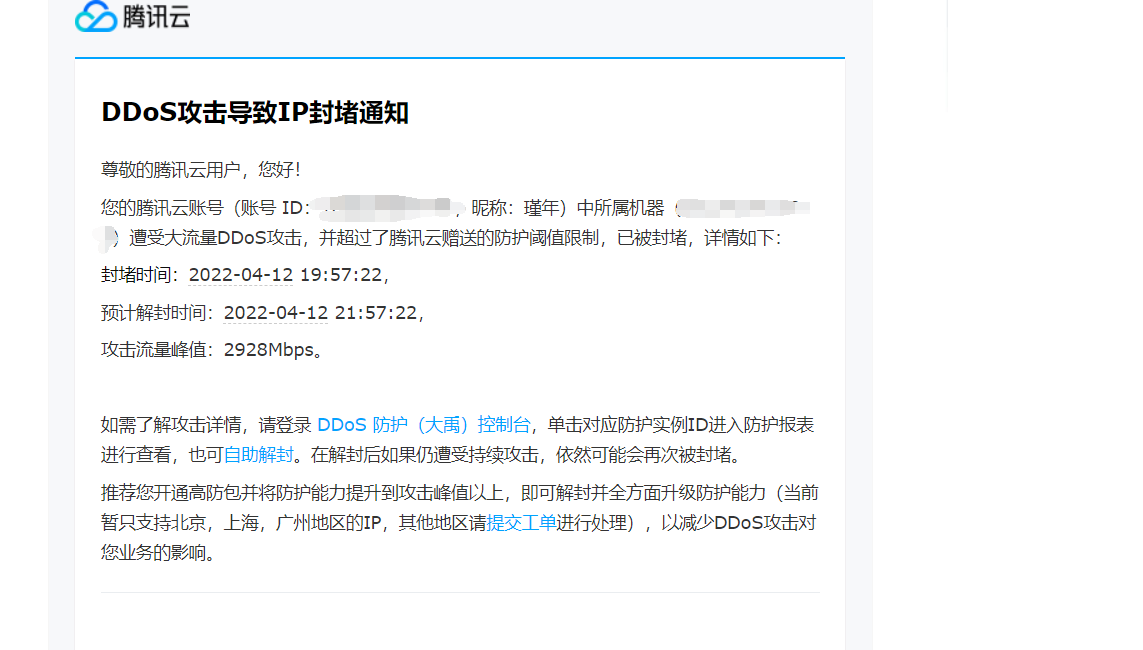 腾讯云
DDoS攻击导致IP封堵通知
尊敬的腾讯云用户，您好！
您的腾讯云账号（账号 ID： ，昵称：瑾年）中所属机器（
）遭受大流量DDoS攻击，并超过了腾讯云赠送的防护阈值限制，已被封堵，详情如下：
封堵时间：2022-04-12 19:57:22，
预计解封时间：2022-04-12 21:57:22，
攻击流量峰值：2928Mbps。
如需了解攻击详情，请登录 DDoS 防护（大禹）控制台，单击对应防护实例ID进入防护报表
进行查看，也可自助解封。在解封后如果仍遭受持续攻击，依然可能会再次被封堵。
推荐您开通高防包并将防护能力提升到攻击峰值以上，即可解封并全方面升级防护能力（当前
暂只支持北京，上海，广州地区的IP，其他地区请提交工单进行处理），以减少DDoS攻击对
您业务的影响。